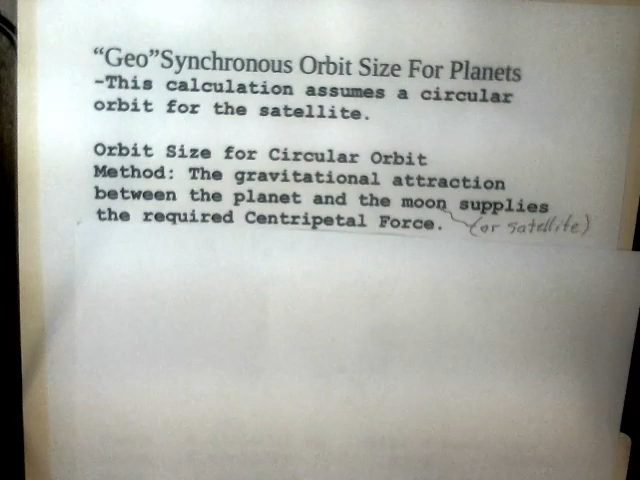 “Geo”Synchronous Orbit Size For Planets
-This calculation assumes a circular
orbit for the satellite.
Orbit Size for Circular Orbit
Method: The gravitational attraction
between the planet and the moon supplies
the required Centripetal Force. (or satellite)